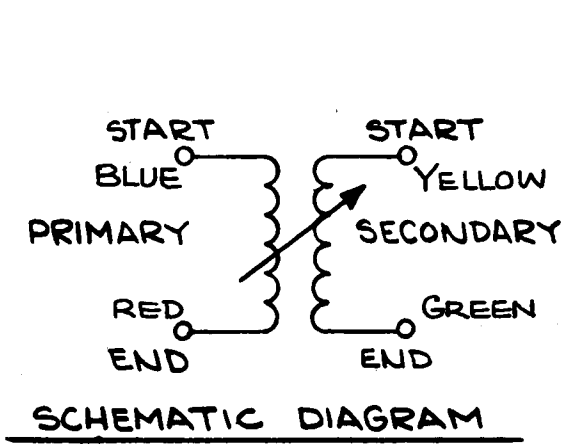 START START
BLUE YELLOW
PRIMARY SECONDARY
RED GREEN
END END
SCHEMATIC DIAGRAM